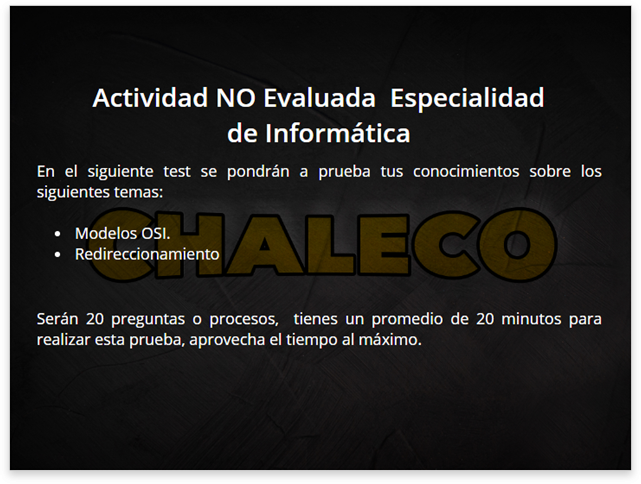 Actividad NO Evaluada  Especialidad
de Informática
En el siguiente test se pondrán a prueba tus conocimientos sobre los
siguientes temas:
• Modelos OSI.
• Redireccionamiento
CHALECO
Serán 20 preguntas o procesos,  tienes un promedio de 20 minutos para
realizar esta prueba, aprovecha el tiempo al máximo.